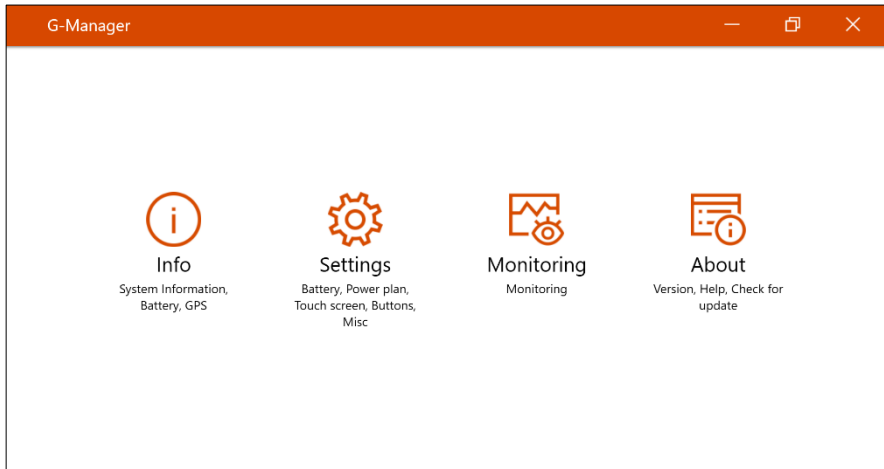 G-Manager
Info
System Information,
Battery, GPS
Settings
Battery, Power plan,
Touch screen, Buttons,
Misc
Monitoring
Monitoring
About
Version, Help, Check for
update